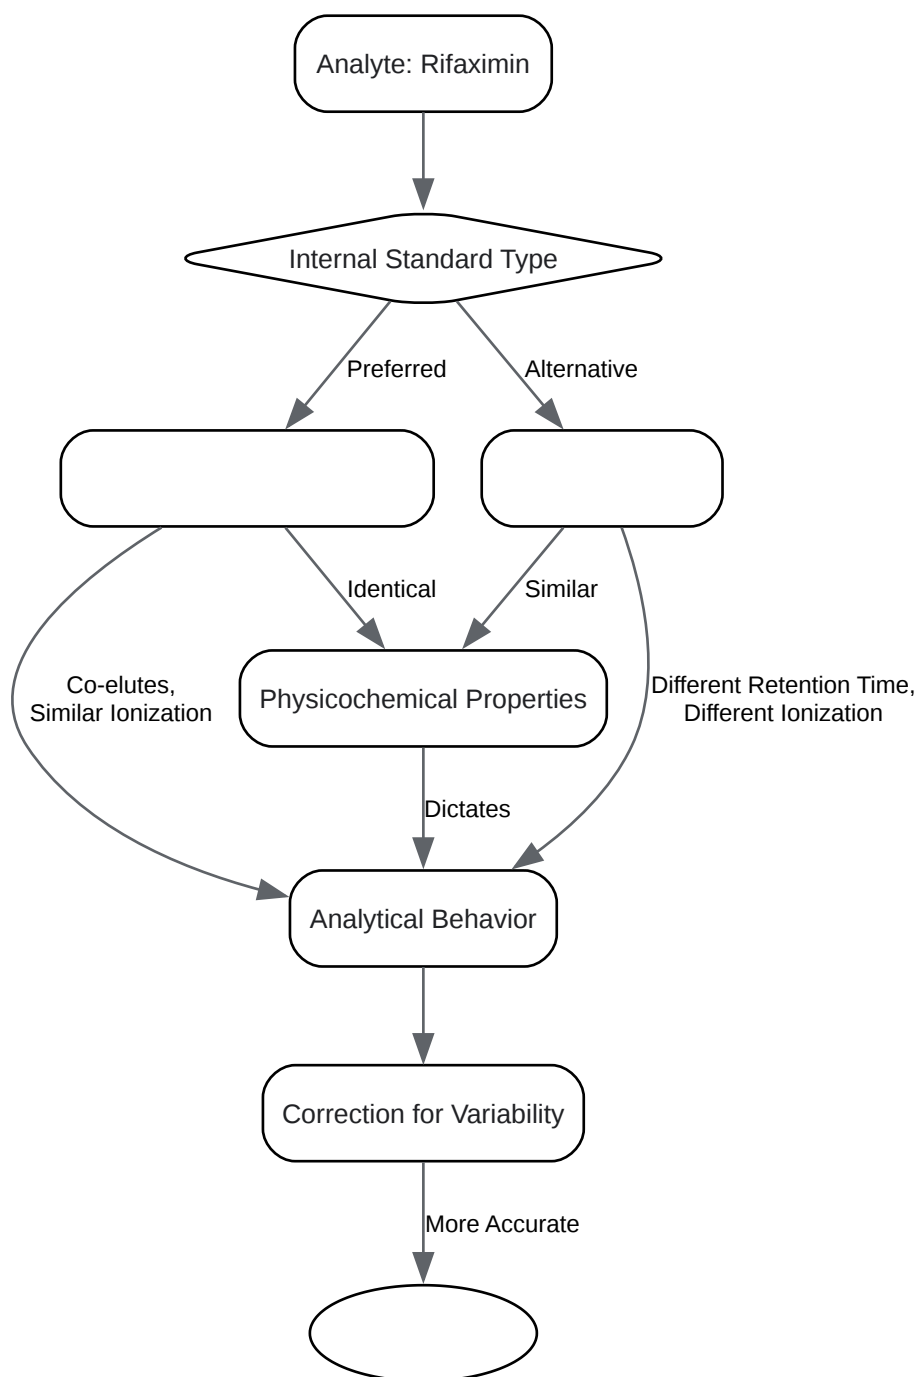 Analyte: Rifaximin
Internal Standard Type
Preferred
Alternative
Identical
Similar
Co-elutes,
Similar Ionization
Physicochemical Properties
Different Retention Time,
Different Ionization
Dictates
Analytical Behavior
Correction for Variability
More Accurate